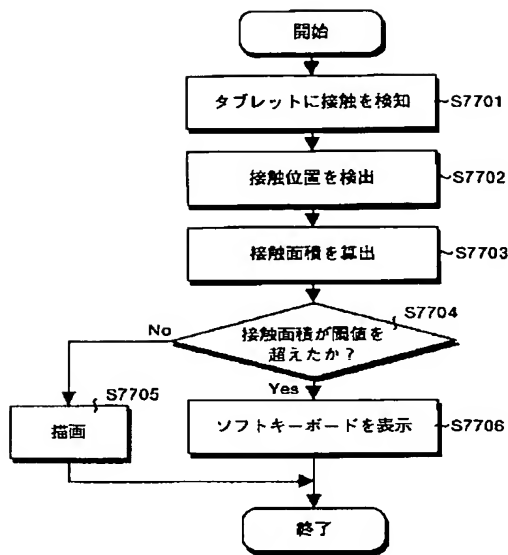 開始
タブレットに接触を検知
S7701
接触位置を検出
S7702
接触面積を算出
S7703
S7704
接触面積が閾値を
超えたか？
No
Yes
S7705
描画
ソフトキーボードを表示
S7706
終了